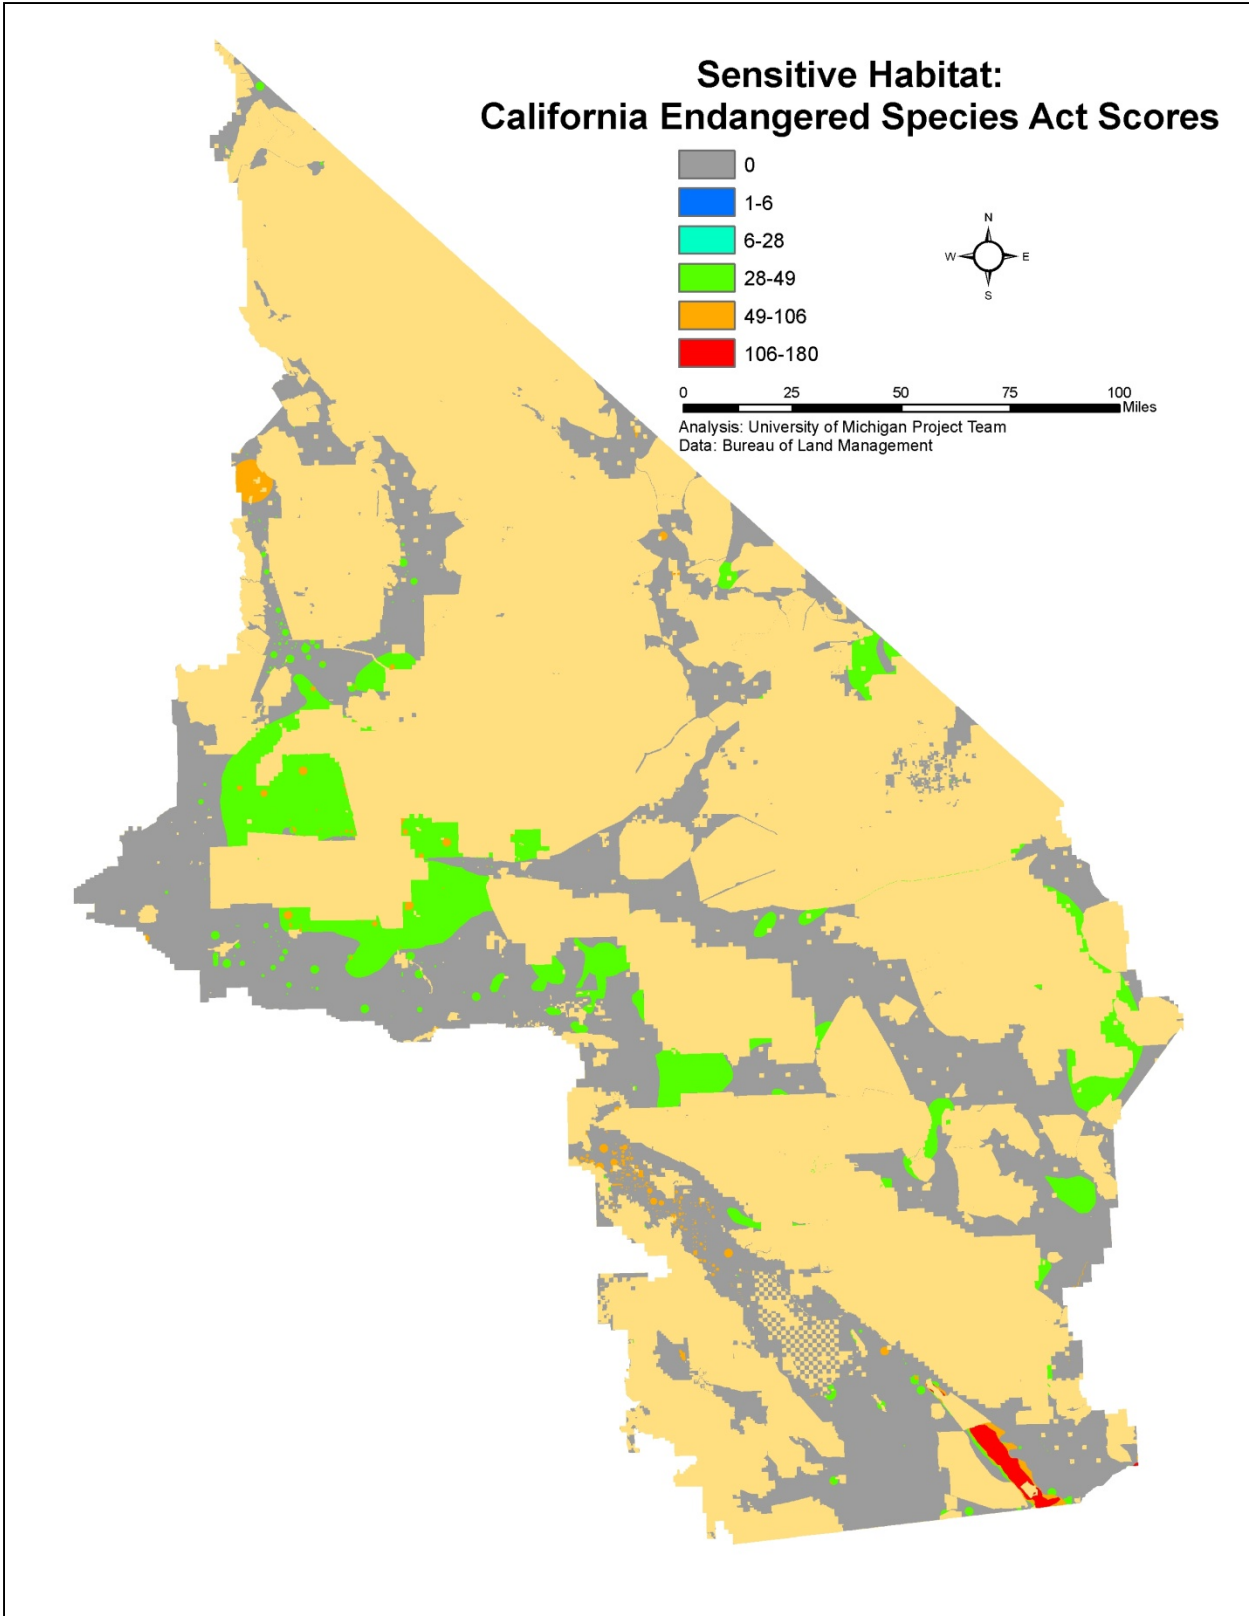 Sensitive Habitat:
California Endangered Species Act Scores
0
1-6
6-28
28-49
49-106
106-180
N
W E
S
0 25 50 75 100
Miles
Analysis: University of Michigan Project Team
Data: Bureau of Land Management